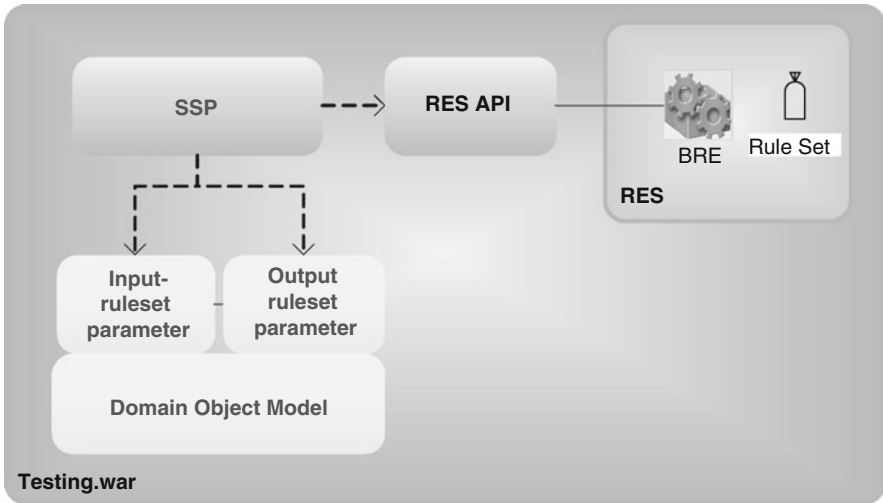 SSP
RES API
BRE
Rule Set
RES
Input-
ruleset
parameter
Output
ruleset
parameter
Domain Object Model
Testing.war